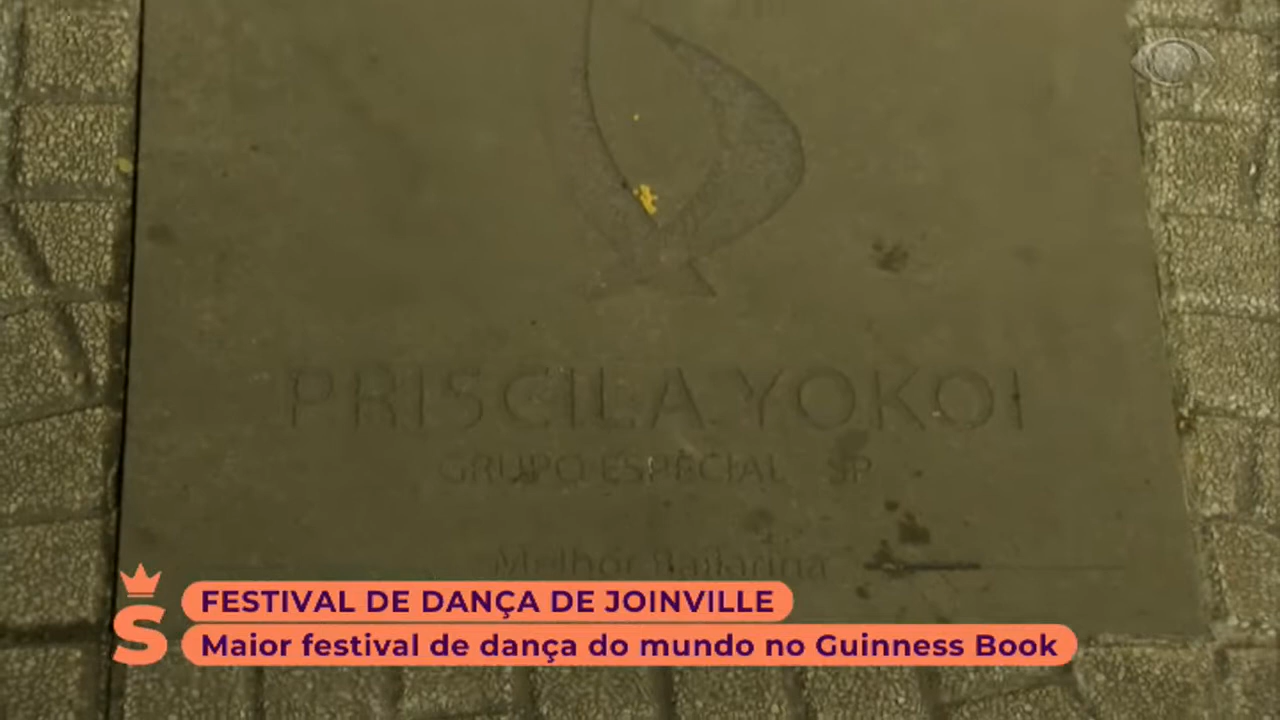 PRISCILA YOKOI
GRUPO ESPECIAL SP
Melhor Bailarina
S
FESTIVAL DE DANÇA DE JOINVILLE
Maior festival de dança do mundo no Guinness Book